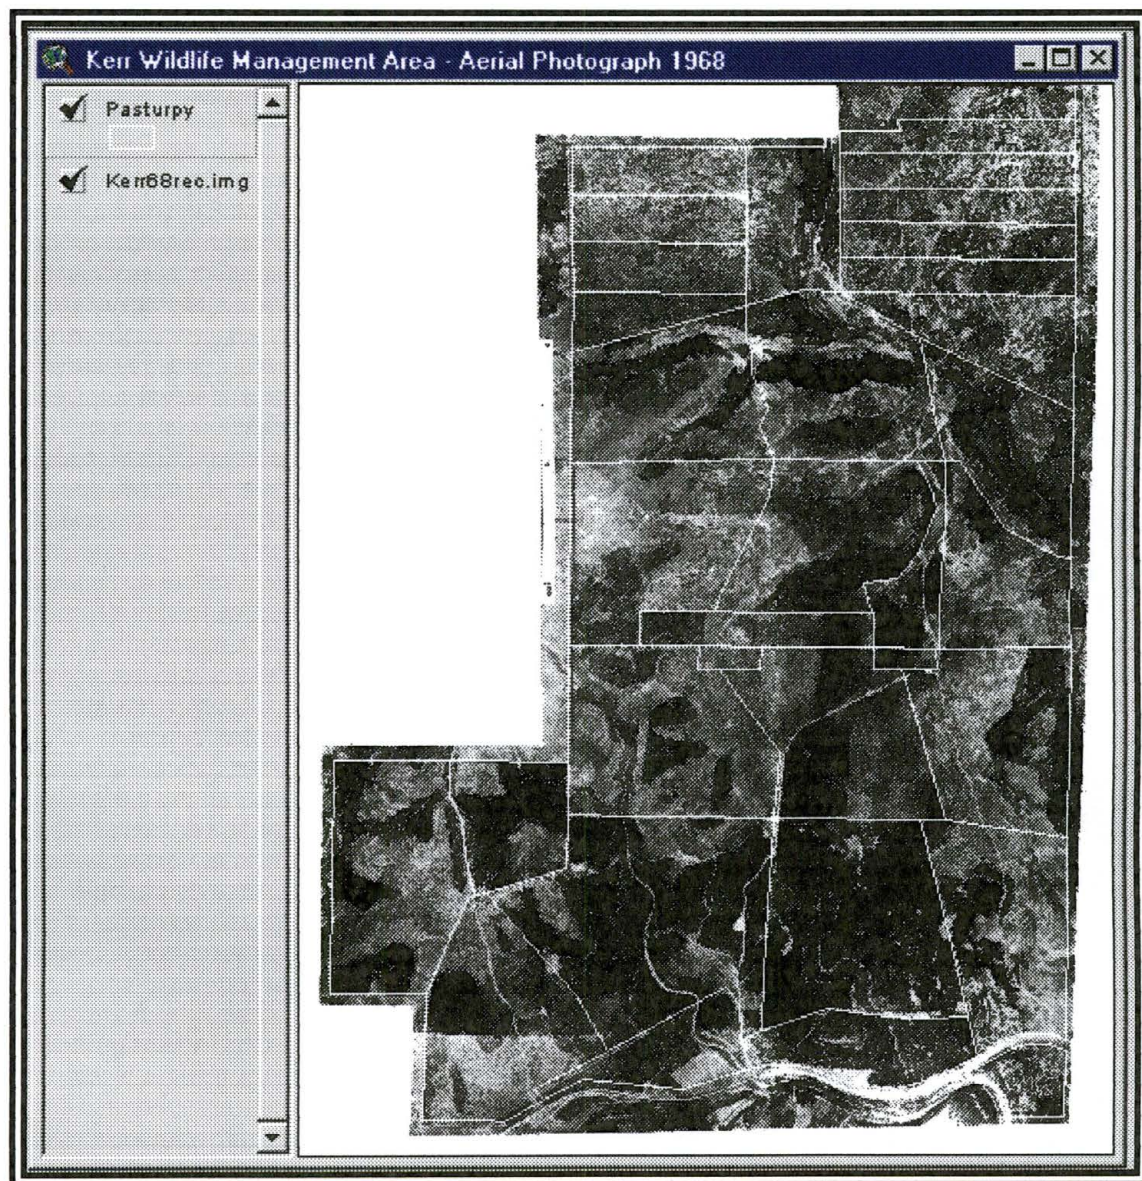 Kerr Wildlife Management Area - Aerial Photograph 1968
Pasturpy
Kerr68rec.img